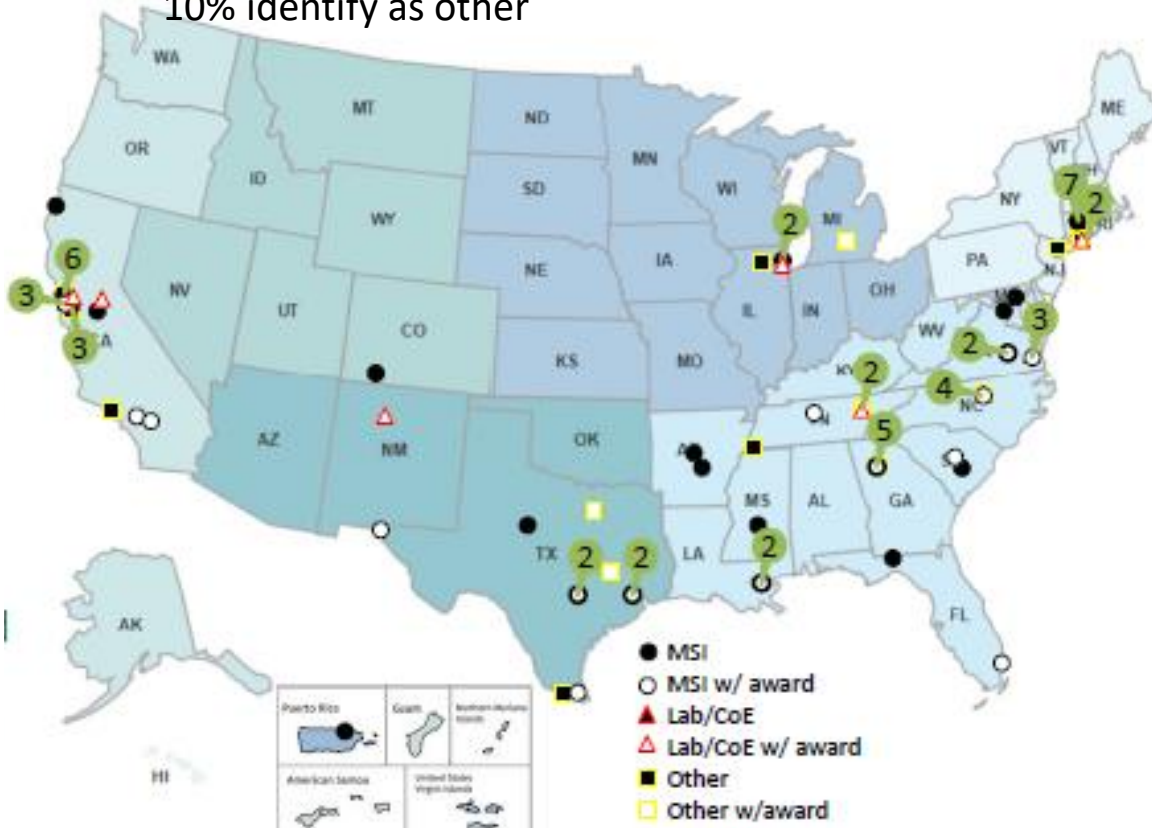 10% identify as other
WA
MT
ND
ME
OR
MN
VT
ID
SD
WI
7
2
WY
2
MI
NY
6
NE
IA
PA
NJ
3
NV
UT
CO
IL
IN
OH
WV
3
3
KS
MO
2
KY
2
4
NC
AZ
NM
OK
5
MS
AL
GA
TX
2
2
LA
2
FL
AK
MSI
MSI w/ award
Lab/CoE
Lab/CoE w/ award
Other
Other w/award
Puerto Rico
Guam
Northern Mariana
Islands
HI
American Samoa
United States
Virgin Islands